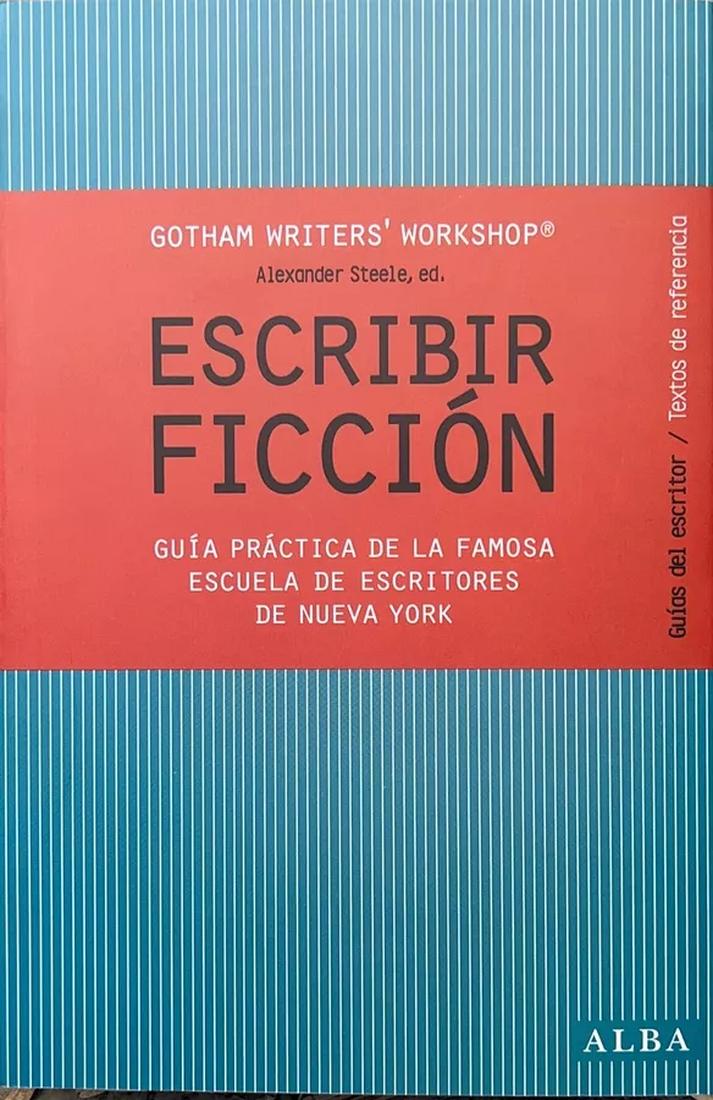 GOTHAM WRITERS' WORKSHOP®
Alexander Steele, ed.
ESCRIBIR
FICCIÓN
GUÍA PRÁCTICA DE LA FAMOSA
ESCUELA DE ESCRITORES
DE NUEVA YORK
Guías del escritor / Textos de referencia
ALBA